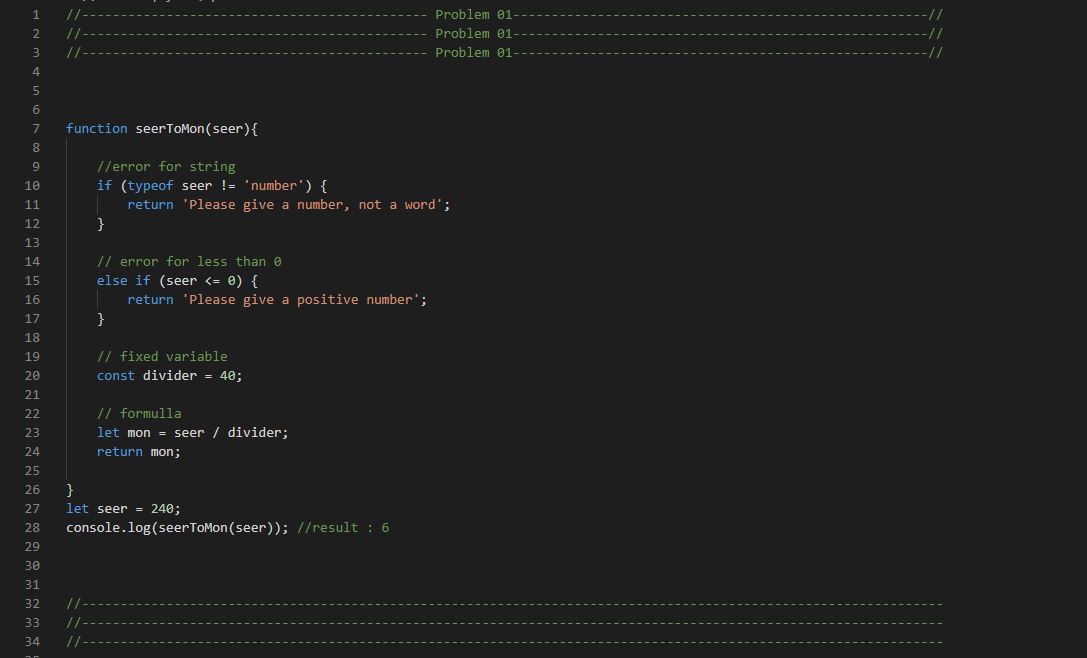 1 //--------------------------------------------- Problem 01------------------------------------------------------//
2 //--------------------------------------------- Problem 01------------------------------------------------------//
3 //--------------------------------------------- Problem 01------------------------------------------------------//
4
5
6
7 function seerToMon(seer){
8
9     //error for string
10     if (typeof seer != 'number') {
11         return 'Please give a number, not a word';
12     }
13
14     // error for less than 0
15     else if (seer <= 0) {
16         return 'Please give a positive number';
17     }
18
19     // fixed variable
20     const divider = 40;
21
22     // formulla
23     let mon = seer / divider;
24     return mon;
25
26 }
27 let seer = 240;
28 console.log(seerToMon(seer)); //result : 6
29
30
31
32 //----------------------------------------------------------------------------------------------------------------
33 //----------------------------------------------------------------------------------------------------------------
34 //----------------------------------------------------------------------------------------------------------------